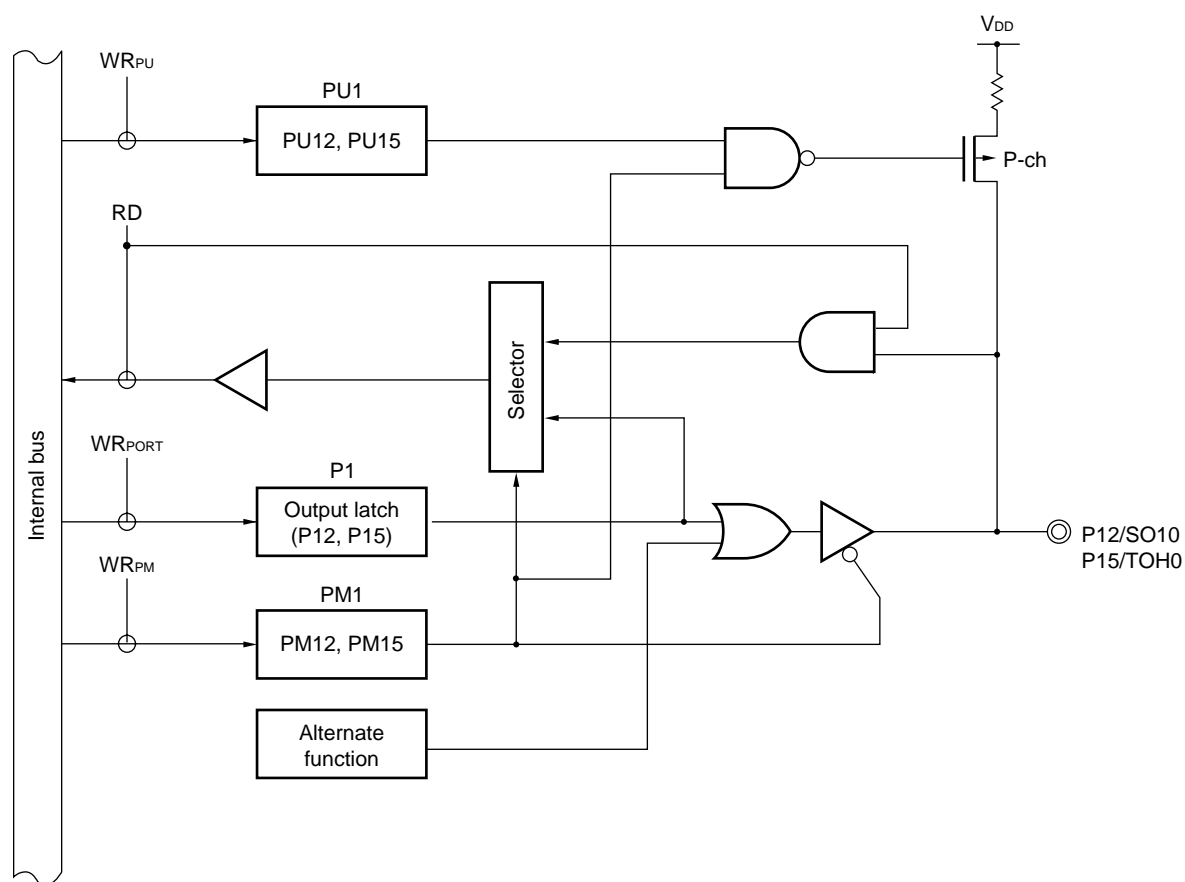 VDD
WRPU
PU1
PU12, PU15
P-ch
RD
Selector
Internal bus
WRPORT
P1
Output latch
(P12, P15)
P12/SO10
P15/TOH0
WRPM
PM1
PM12, PM15
Alternate
function